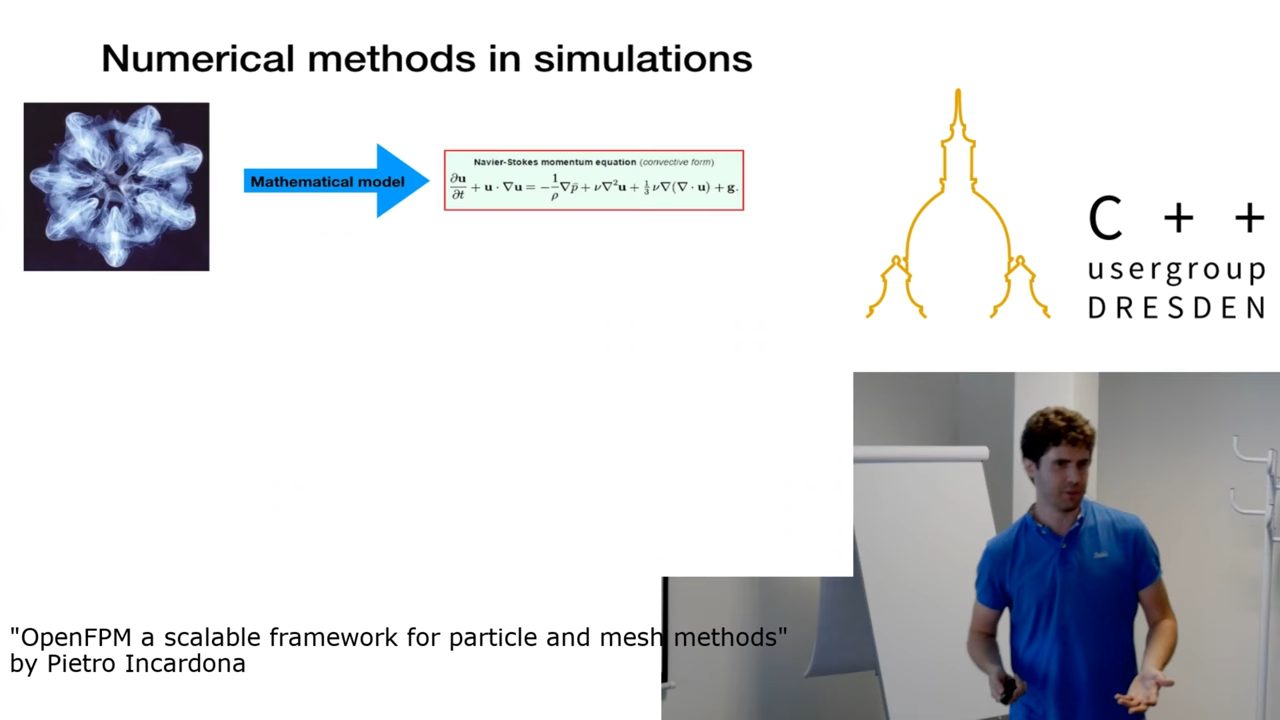 Numerical methods in simulations
Mathematical model
Navier-Stokes momentum equation (convective form)
∂u/∂t + u · ∇u = −1/ρ ∇p̄ + ν∇²u + ⅓ν∇(∇ · u) + g.
C + +
usergroup
DRESDEN
"OpenFPM a scalable framework for particle and mesh methods"
by Pietro Incardona